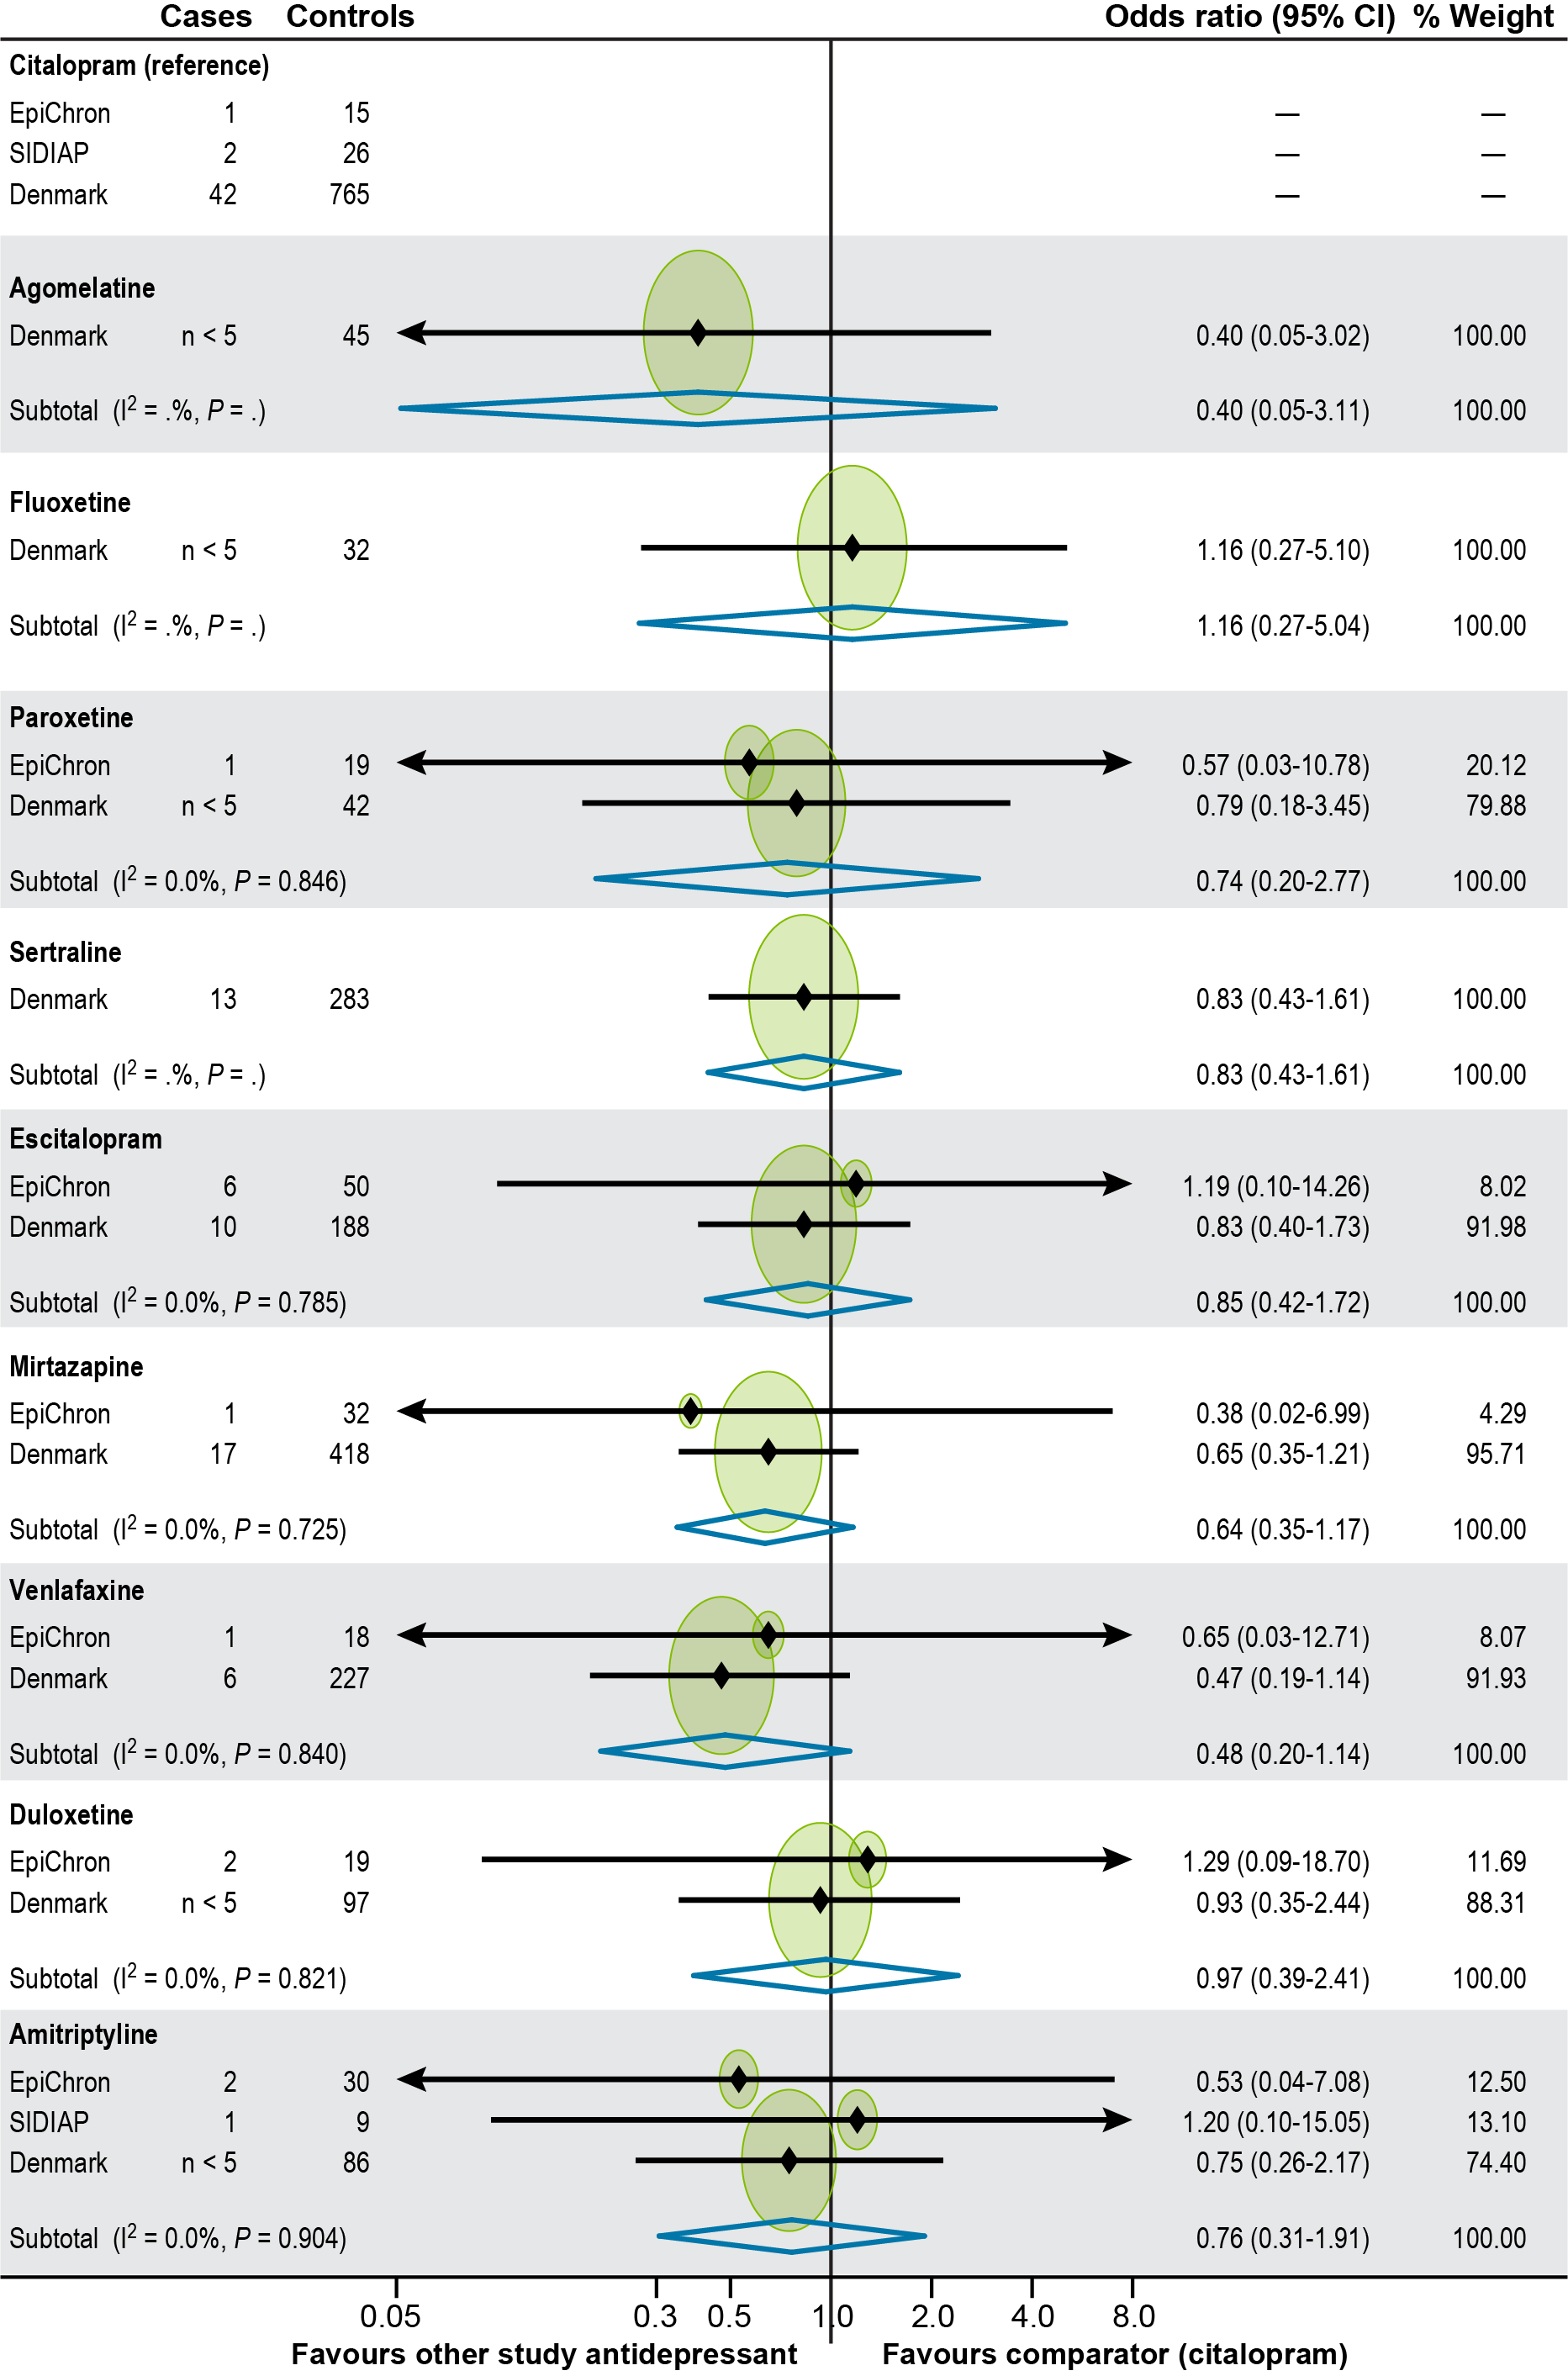 Cases Controls Odds ratio (95% CI) % Weight
Citalopram (reference)
EpiChron 1 15 — —
SIDIAP 2 26 — —
Denmark 42 765 — —
Agomelatine
Denmark n < 5 45 0.40 (0.05-3.02) 100.00
Subtotal (I² = .%, P = .) 0.40 (0.05-3.11) 100.00
Fluoxetine
Denmark n < 5 32 1.16 (0.27-5.10) 100.00
Subtotal (I² = .%, P = .) 1.16 (0.27-5.04) 100.00
Paroxetine
EpiChron 1 19 0.57 (0.03-10.78) 20.12
Denmark n < 5 42 0.79 (0.18-3.45) 79.88
Subtotal (I² = 0.0%, P = 0.846) 0.74 (0.20-2.77) 100.00
Sertraline
Denmark 13 283 0.83 (0.43-1.61) 100.00
Subtotal (I² = .%, P = .) 0.83 (0.43-1.61) 100.00
Escitalopram
EpiChron 6 50 1.19 (0.10-14.26) 8.02
Denmark 10 188 0.83 (0.40-1.73) 91.98
Subtotal (I² = 0.0%, P = 0.785) 0.85 (0.42-1.72) 100.00
Mirtazapine
EpiChron 1 32 0.38 (0.02-6.99) 4.29
Denmark 17 418 0.65 (0.35-1.21) 95.71
Subtotal (I² = 0.0%, P = 0.725) 0.64 (0.35-1.17) 100.00
Venlafaxine
EpiChron 1 18 0.65 (0.03-12.71) 8.07
Denmark 6 227 0.47 (0.19-1.14) 91.93
Subtotal (I² = 0.0%, P = 0.840) 0.48 (0.20-1.14) 100.00
Duloxetine
EpiChron 2 19 1.29 (0.09-18.70) 11.69
Denmark n < 5 97 0.93 (0.35-2.44) 88.31
Subtotal (I² = 0.0%, P = 0.821) 0.97 (0.39-2.41) 100.00
Amitriptyline
EpiChron 2 30 0.53 (0.04-7.08) 12.50
SIDIAP 1 9 1.20 (0.10-15.05) 13.10
Denmark n < 5 86 0.75 (0.26-2.17) 74.40
Subtotal (I² = 0.0%, P = 0.904) 0.76 (0.31-1.91) 100.00
0.05 0.3 0.5 1.0 2.0 4.0 8.0
Favours other study antidepressant Favours comparator (citalopram)